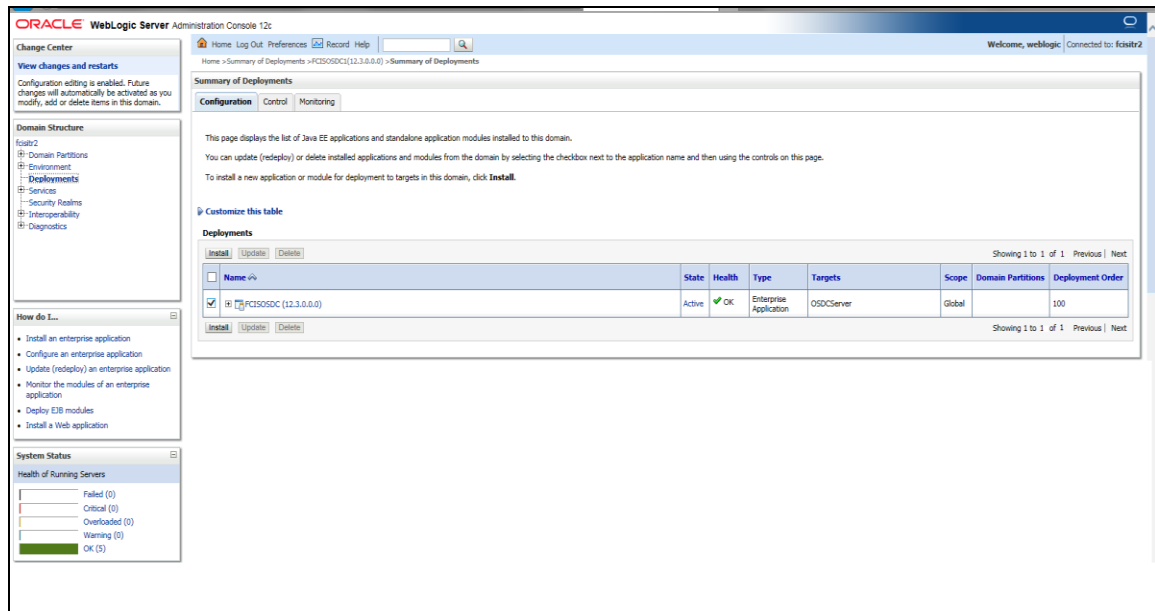 ORACLE WebLogic Server Administration Console 12c
Change Center
View changes and restarts
Configuration editing is enabled. Future
changes will automatically be activated as you
modify, add or delete items in this domain.
Domain Structure
fcisitr2
Domain Partitions
Environment
Deployments
Services
Security Realms
Interoperability
Diagnostics
How do I...
Install an enterprise application
Configure an enterprise application
Update (redeploy) an enterprise application
Monitor the modules of an enterprise
application
Deploy EJB modules
Install a Web application
System Status
Health of Running Servers
Failed (0)
Critical (0)
Overloaded (0)
Warning (0)
OK (5)
Home Log Out Preferences Record Help
Welcome, weblogic Connected to: fcisitr2
Home >Summary of Deployments >FCISOSDC1(12.3.0.0.0) >Summary of Deployments
Summary of Deployments
Configuration Control Monitoring
This page displays the list of Java EE applications and standalone application modules installed to this domain.
You can update (redeploy) or delete installed applications and modules from the domain by selecting the checkbox next to the application name and then using the controls on this page.
To install a new application or module for deployment to targets in this domain, click Install.
Customize this table
Deployments
Install Update Delete Showing 1 to 1 of 1 Previous | Next
Name State Health Type Targets Scope Domain Partitions Deployment Order
FCISOSDC (12.3.0.0.0) Active OK Enterprise Application OSDCServer Global 100
Install Update Delete Showing 1 to 1 of 1 Previous | Next